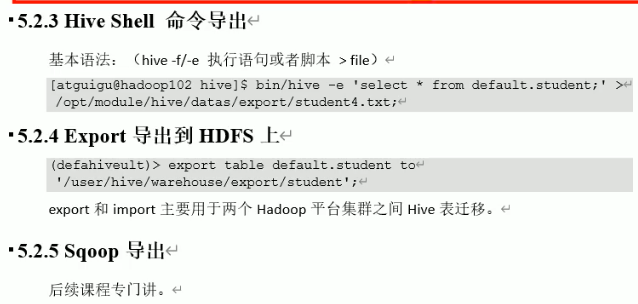 5.2.3 Hive Shell 命令导出
基本语法：（hive -f/-e 执行语句或者脚本 > file）
[atguigu@hadoop102 hive]$ bin/hive -e 'select * from default.student;' >
/opt/module/hive/datas/export/student4.txt;
5.2.4 Export 导出到 HDFS 上
(defahiveult)> export table default.student to
'/user/hive/warehouse/export/student';
export 和 import 主要用于两个 Hadoop 平台集群之间 Hive 表迁移。
5.2.5 Sqoop 导出
后续课程专门讲。